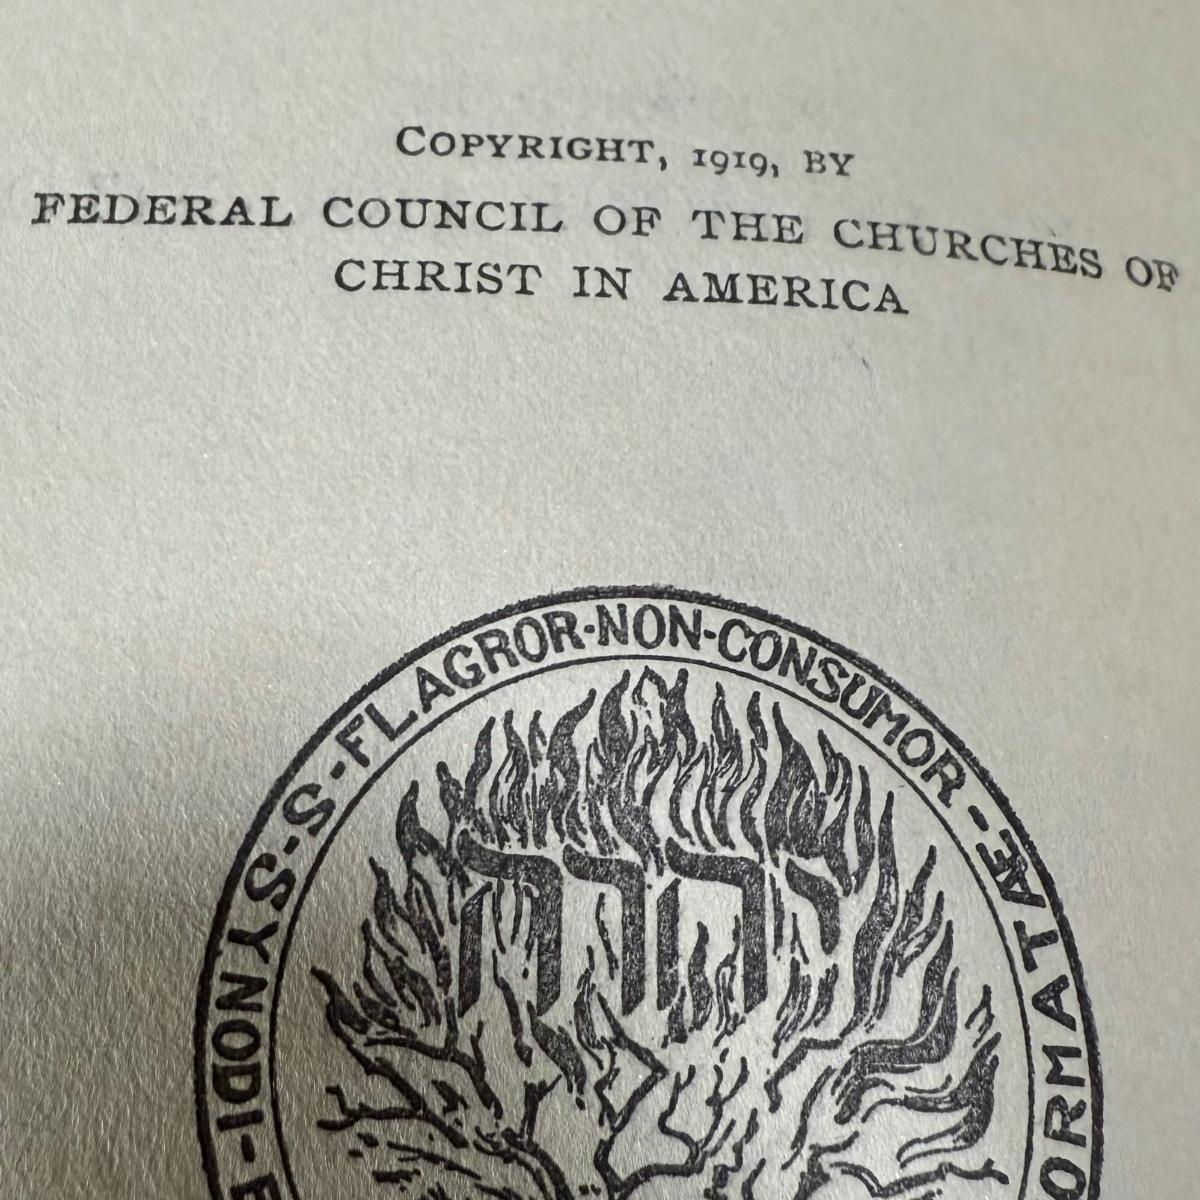 COPYRIGHT, 1919, BY
FEDERAL COUNCIL OF THE CHURCHES OF
CHRIST IN AMERICA
SYNODI-S-S-FLAGROR-NON-CONSUMOR-
יהוה